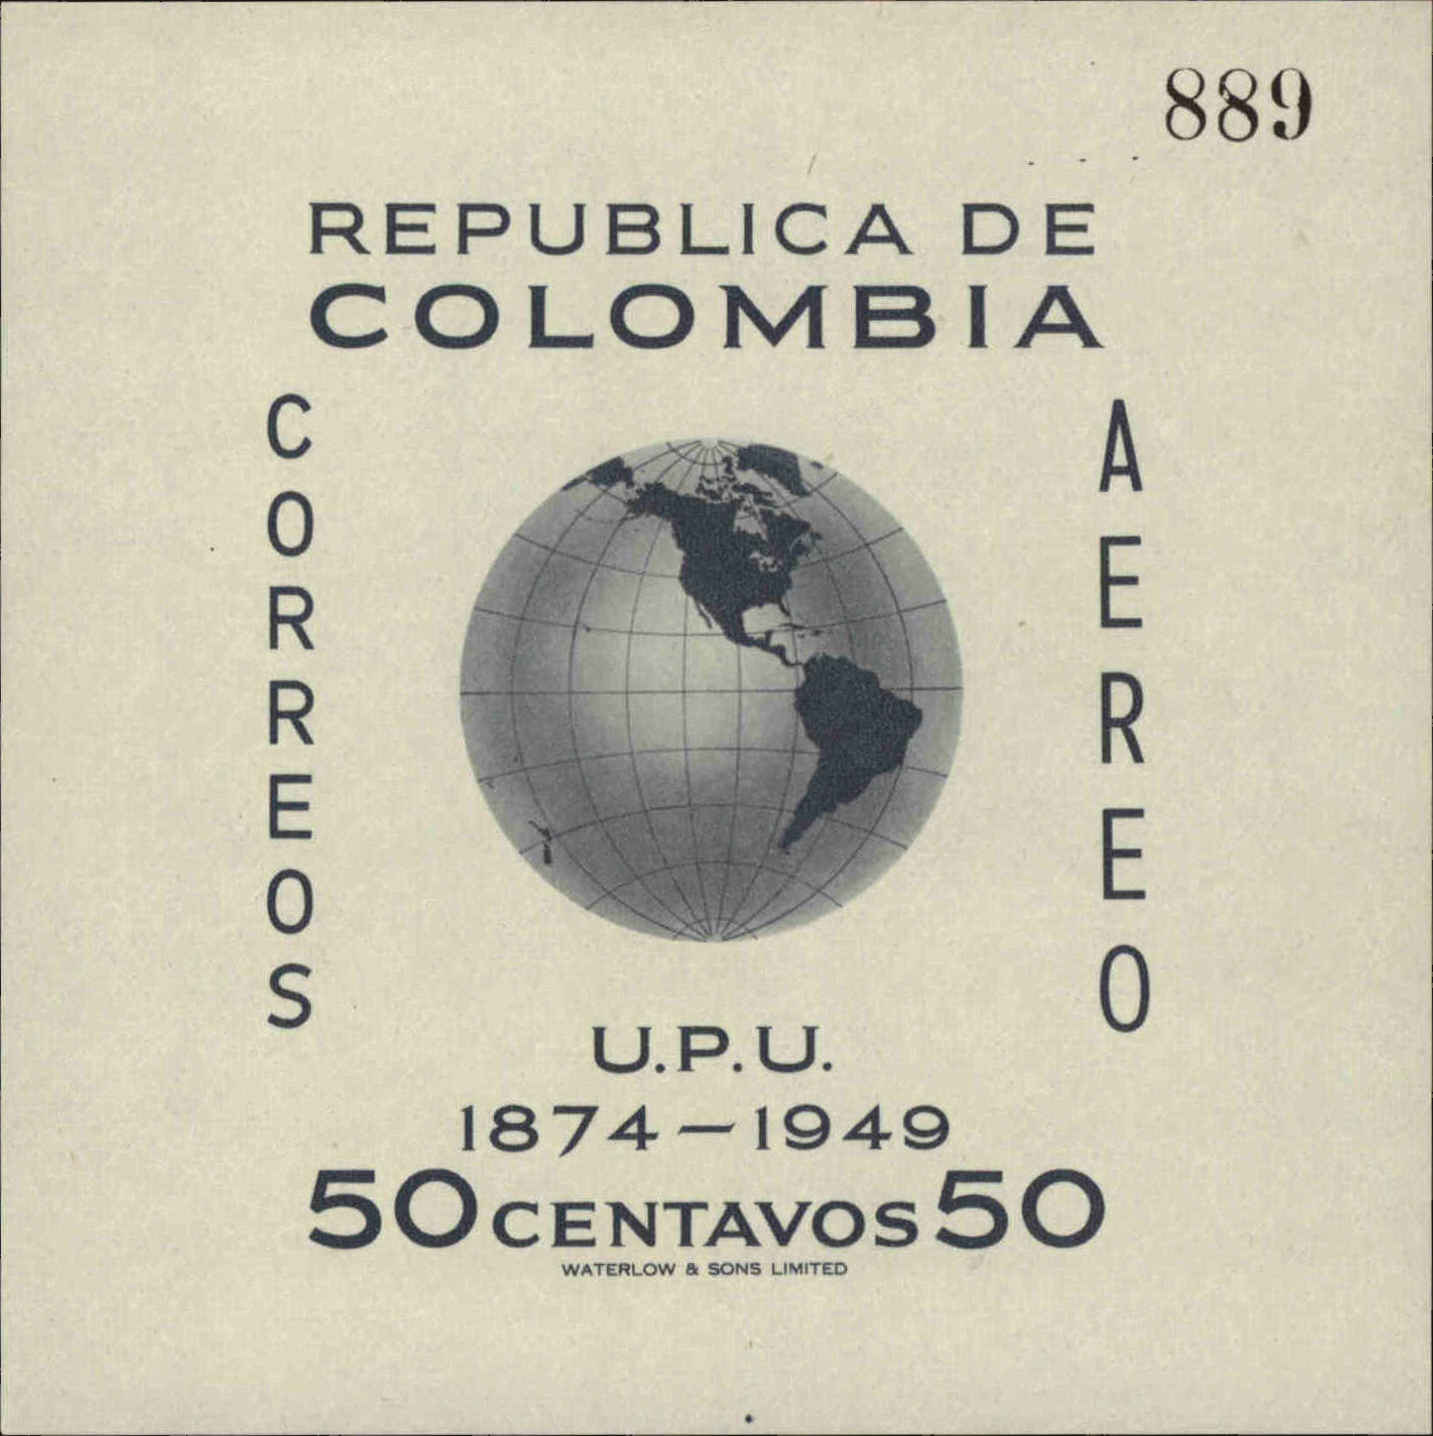 889
REPUBLICA DE
COLOMBIA
CORREOS
AEREO
U.P.U.
1874–1949
50 CENTAVOS 50
WATERLOW & SONS LIMITED